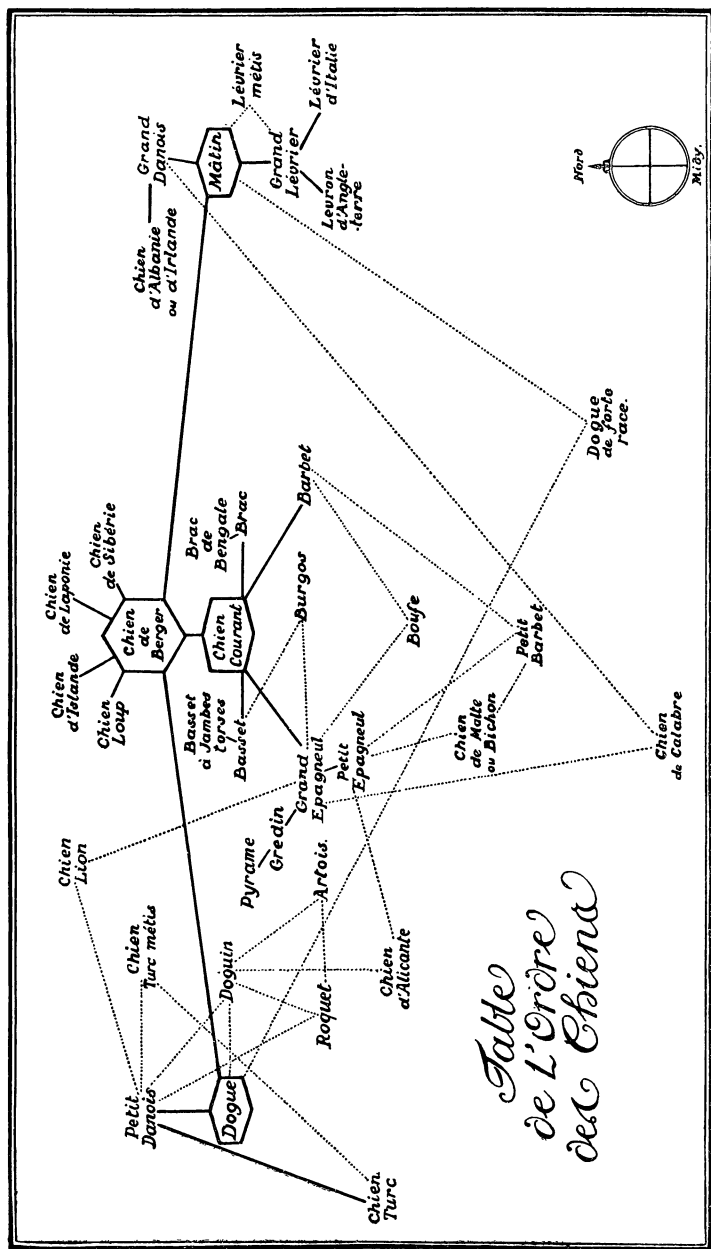 Chien
d'Islande
Chien
de Laponie
Chien
Loup
Chien
de Sibérie
Chien
de
Berger
Chien
Lion
Petit
Danois
Chien
Turc métis
Grand
Danois
Chien
d'Albanie
ou d'Irlande
Mâtin
Lévrier
métis
Grand
Lévrier
Lévrier
d'Italie
Levron
d'Angle-
-terre
Dogue
Doguin
Basset
à Jambes
torses
Basset
Chien
Courant
Brac
de
Bengale
Brac
Pyrame
Gredin
Grand
Epagneul
Burgos
Barbet
Roquet
Artois.
Petit
Epagneul
Chien
Turc
Chien
d'Alicante
Boufe
Chien
de Malte
ou Bichon
Petit
Barbet
Dogue
de forte
race.
Chien
de Calabre
Table
de L'Ordre
des Chiens
Nord
Midy.